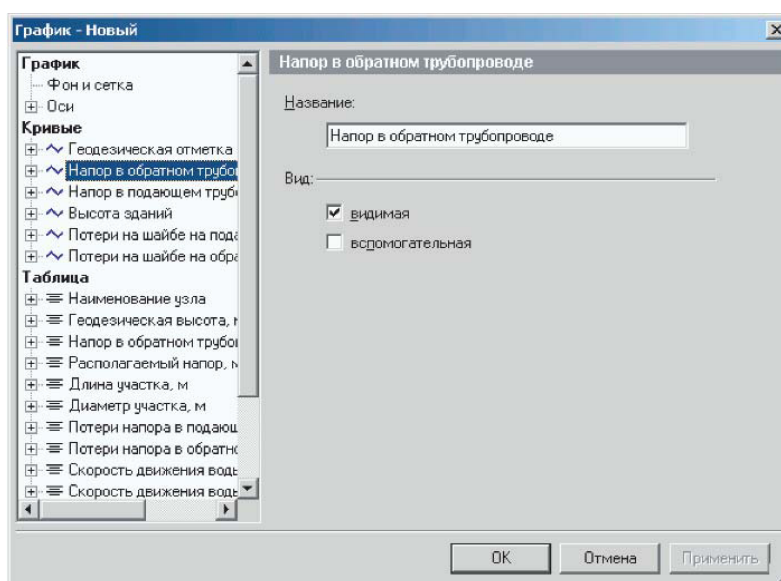 График - Новый
График
Фон и сетка
Оси
Кривые
Геодезическая отметка
Напор в обратном трубо
Напор в подающем труб
Высота зданий
Потери на шайбе на пода
Потери на шайбе на обра
Таблица
Наименование узла
Геодезическая высота,
Напор в обратном трубо
Располагаемый напор,
Длина участка, м
Диаметр участка, м
Потери напора в подающ
Потери напора в обратно
Скорость движения воды
Скорость движения воды
Напор в обратном трубопроводе
Название:
Напор в обратном трубопроводе
Вид:
видимая
вспомогательная
OK
Отмена
Применить